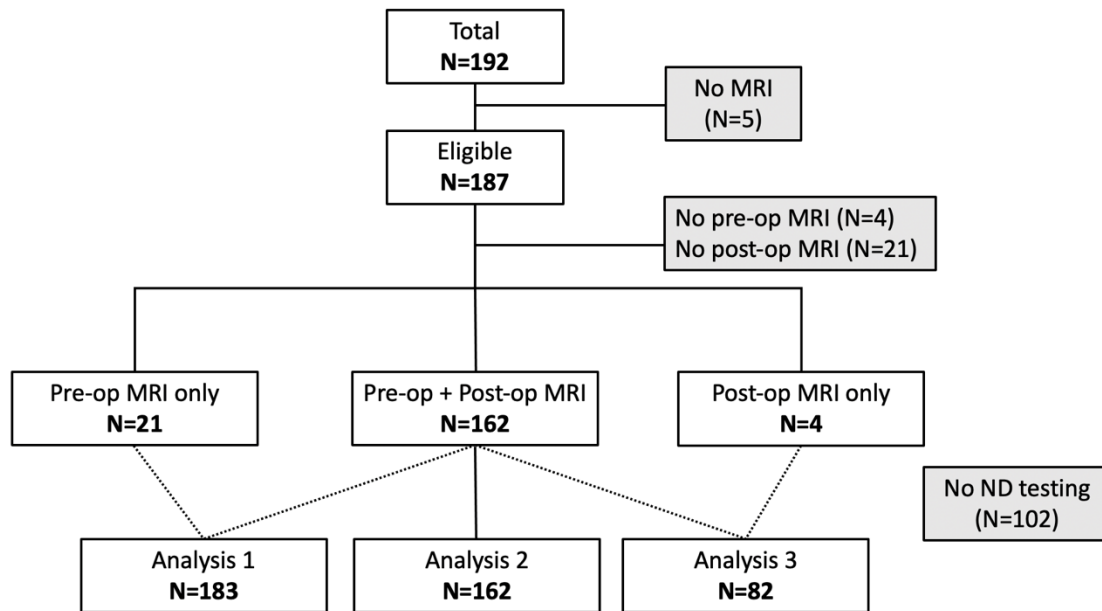 Total
N=192
No MRI
(N=5)
Eligible
N=187
No pre-op MRI (N=4)
No post-op MRI (N=21)
Pre-op MRI only
N=21
Pre-op + Post-op MRI
N=162
Post-op MRI only
N=4
No ND testing
(N=102)
Analysis 1
N=183
Analysis 2
N=162
Analysis 3
N=82